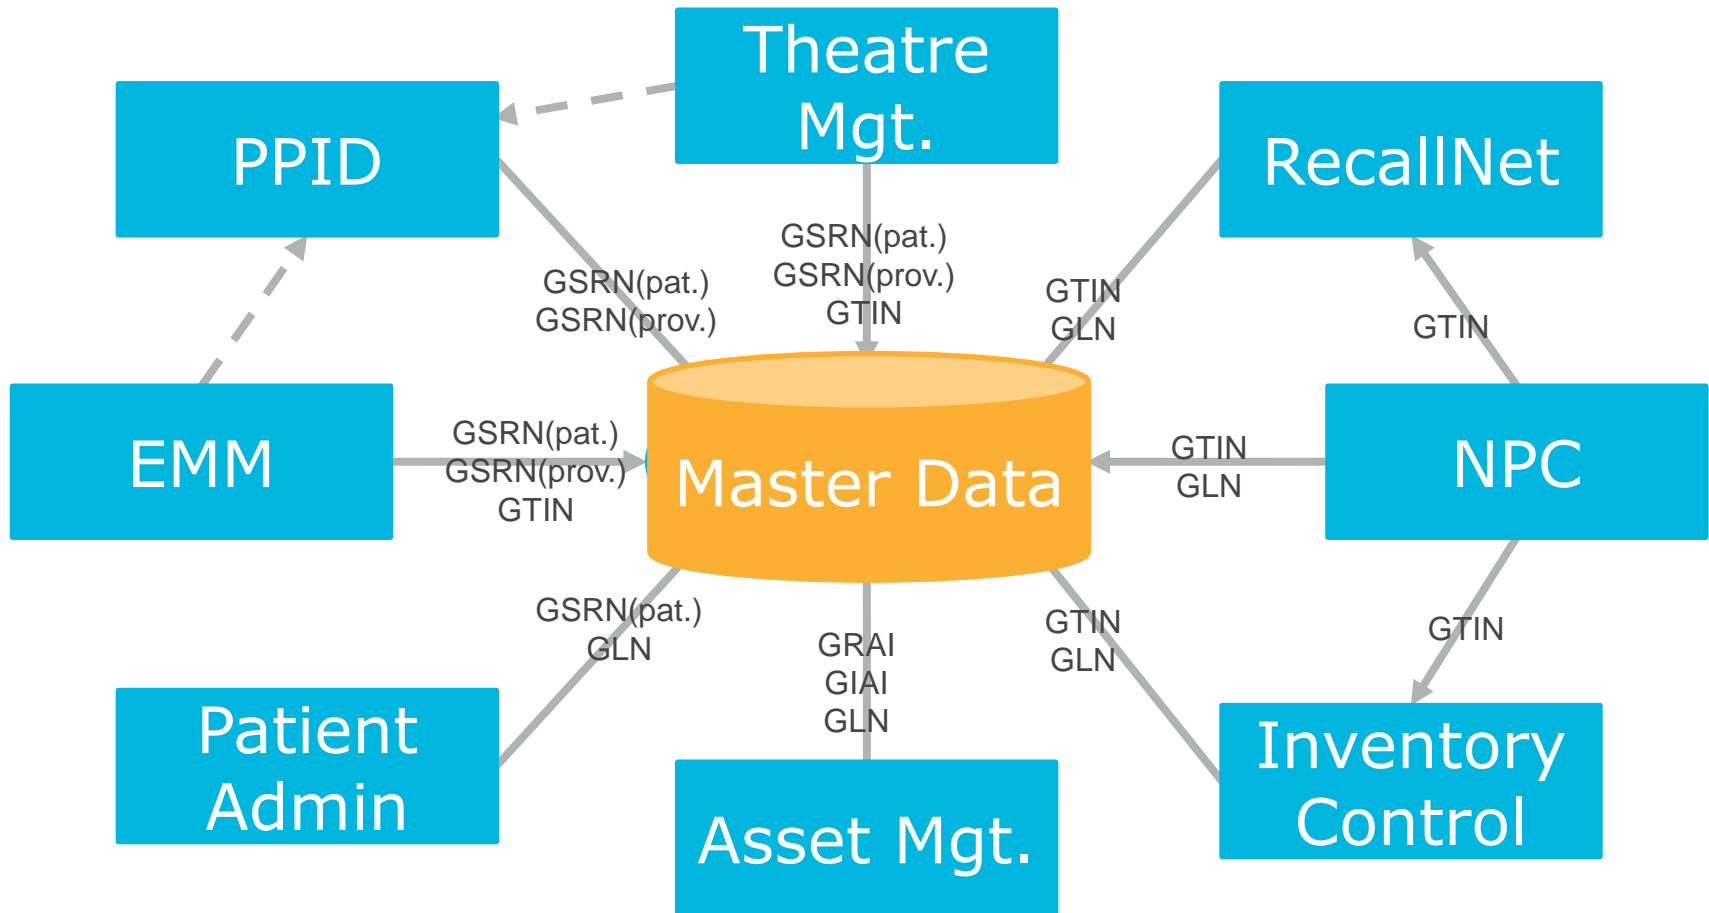 Theatre
Mgt.
PPID
RecallNet
GSRN(pat.)
GSRN(prov.)
GTIN
GSRN(pat.)
GSRN(prov.)
GTIN
GLN
GTIN
EMM
GSRN(pat.)
GSRN(prov.)
GTIN
Master Data
GTIN
GLN
NPC
GSRN(pat.)
GLN
GRAI
GIAI
GLN
GTIN
GLN
GTIN
Patient
Admin
Asset Mgt.
Inventory
Control